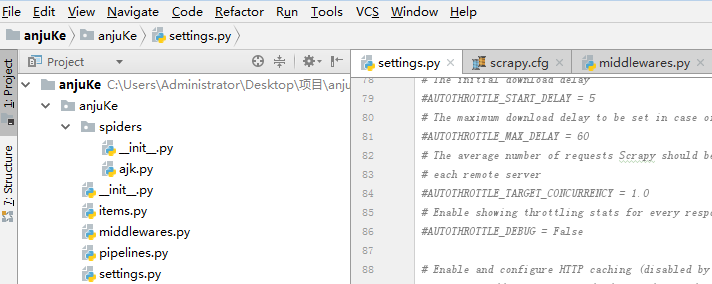 File Edit View Navigate Code Refactor Run Tools VCS Window Help
anjuKe anjuKe settings.py
Project
settings.py × scrapy.cfg × middlewares.py ×
1: Project
7: Structure
anjuKe C:\Users\Administrator\Desktop\项目\anju
anjuKe
spiders
__init__.py
ajk.py
__init__.py
items.py
middlewares.py
pipelines.py
settings.py
78 # The initial download delay
79 #AUTOTHROTTLE_START_DELAY = 5
80 # The maximum download delay to be set in case o
81 #AUTOTHROTTLE_MAX_DELAY = 60
82 # The average number of requests Scrapy should be
83 # each remote server
84 #AUTOTHROTTLE_TARGET_CONCURRENCY = 1.0
85 # Enable showing throttling stats for every resp
86 #AUTOTHROTTLE_DEBUG = False
87
88 # Enable and configure HTTP caching (disabled by